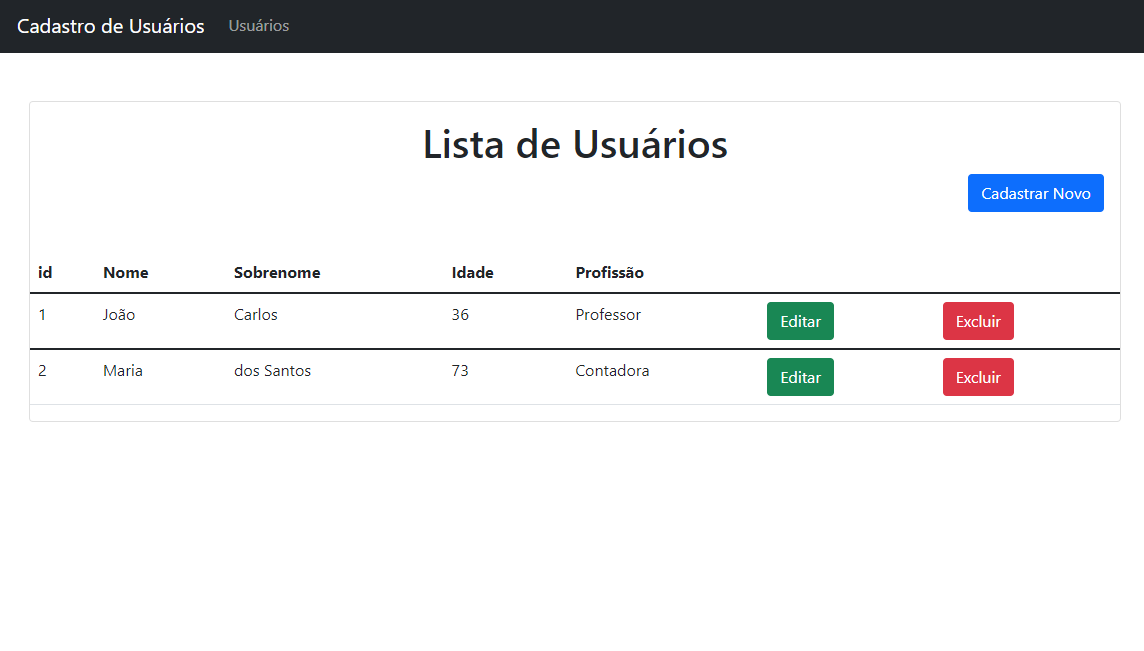 Cadastro de Usuários Usuários
Lista de Usuários
Cadastrar Novo
id Nome Sobrenome Idade Profissão
1 João Carlos 36 Professor Editar Excluir
2 Maria dos Santos 73 Contadora Editar Excluir